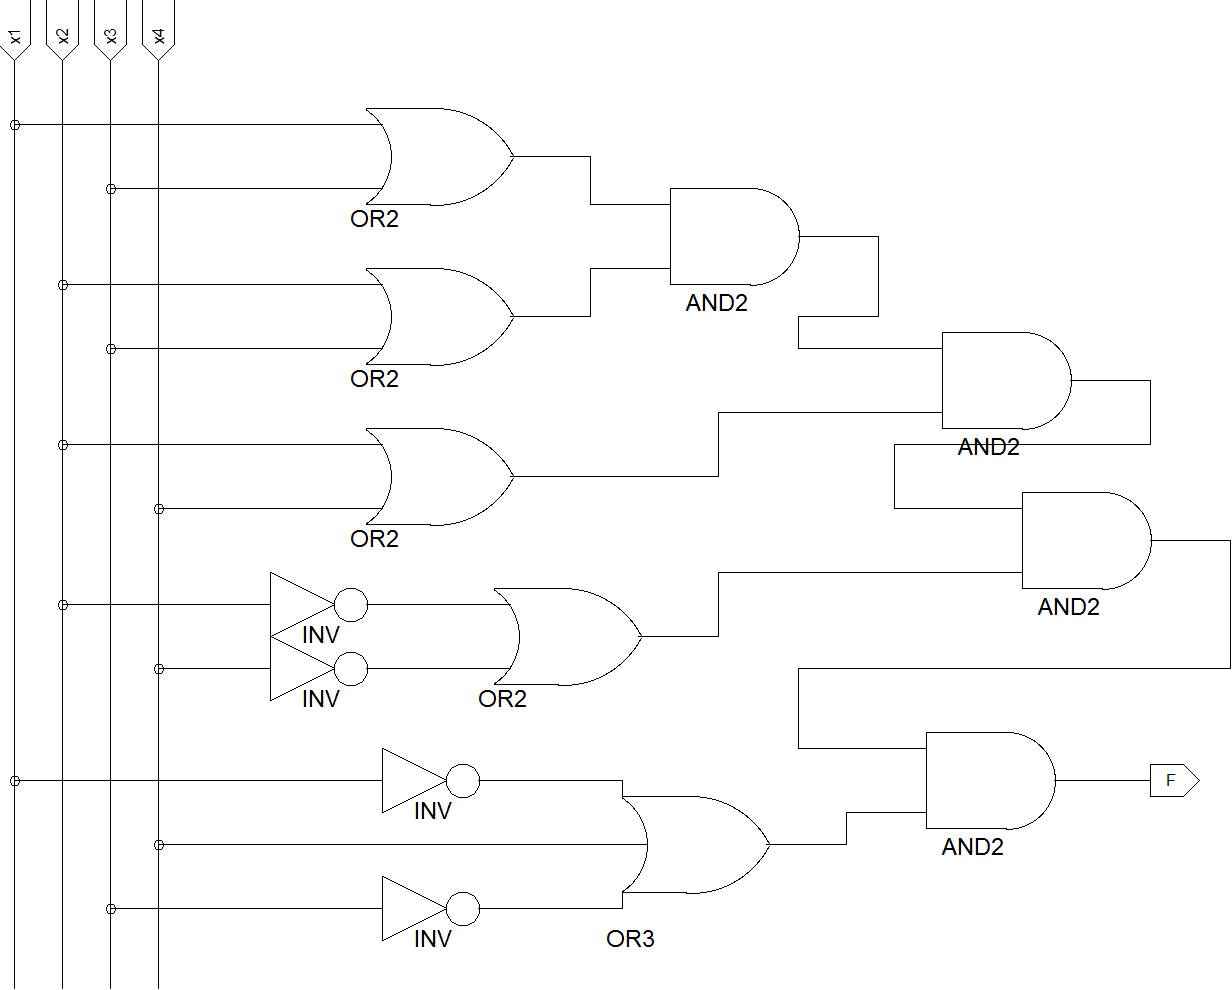 x1
x2
x3
x4
OR2
AND2
OR2
AND2
OR2
AND2
INV
INV
OR2
F
INV
AND2
INV
OR3